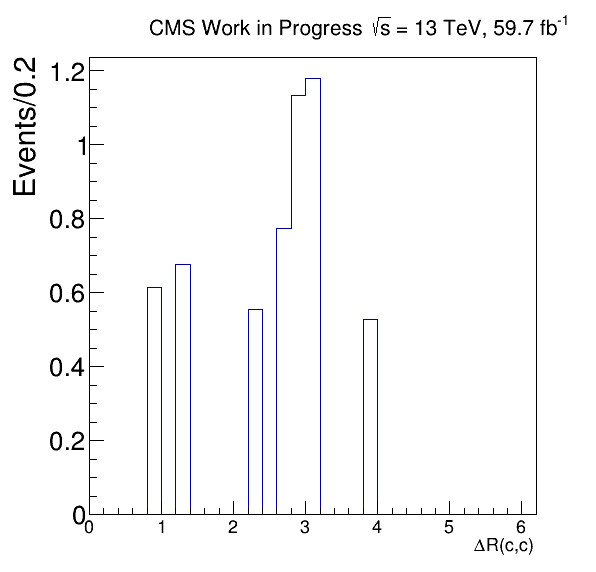 CMS Work in Progress √s = 13 TeV, 59.7 fb⁻¹
Events/0.2
1.2
1
0.8
0.6
0.4
0.2
0
0 1 2 3 4 5 6
ΔR(c,c)